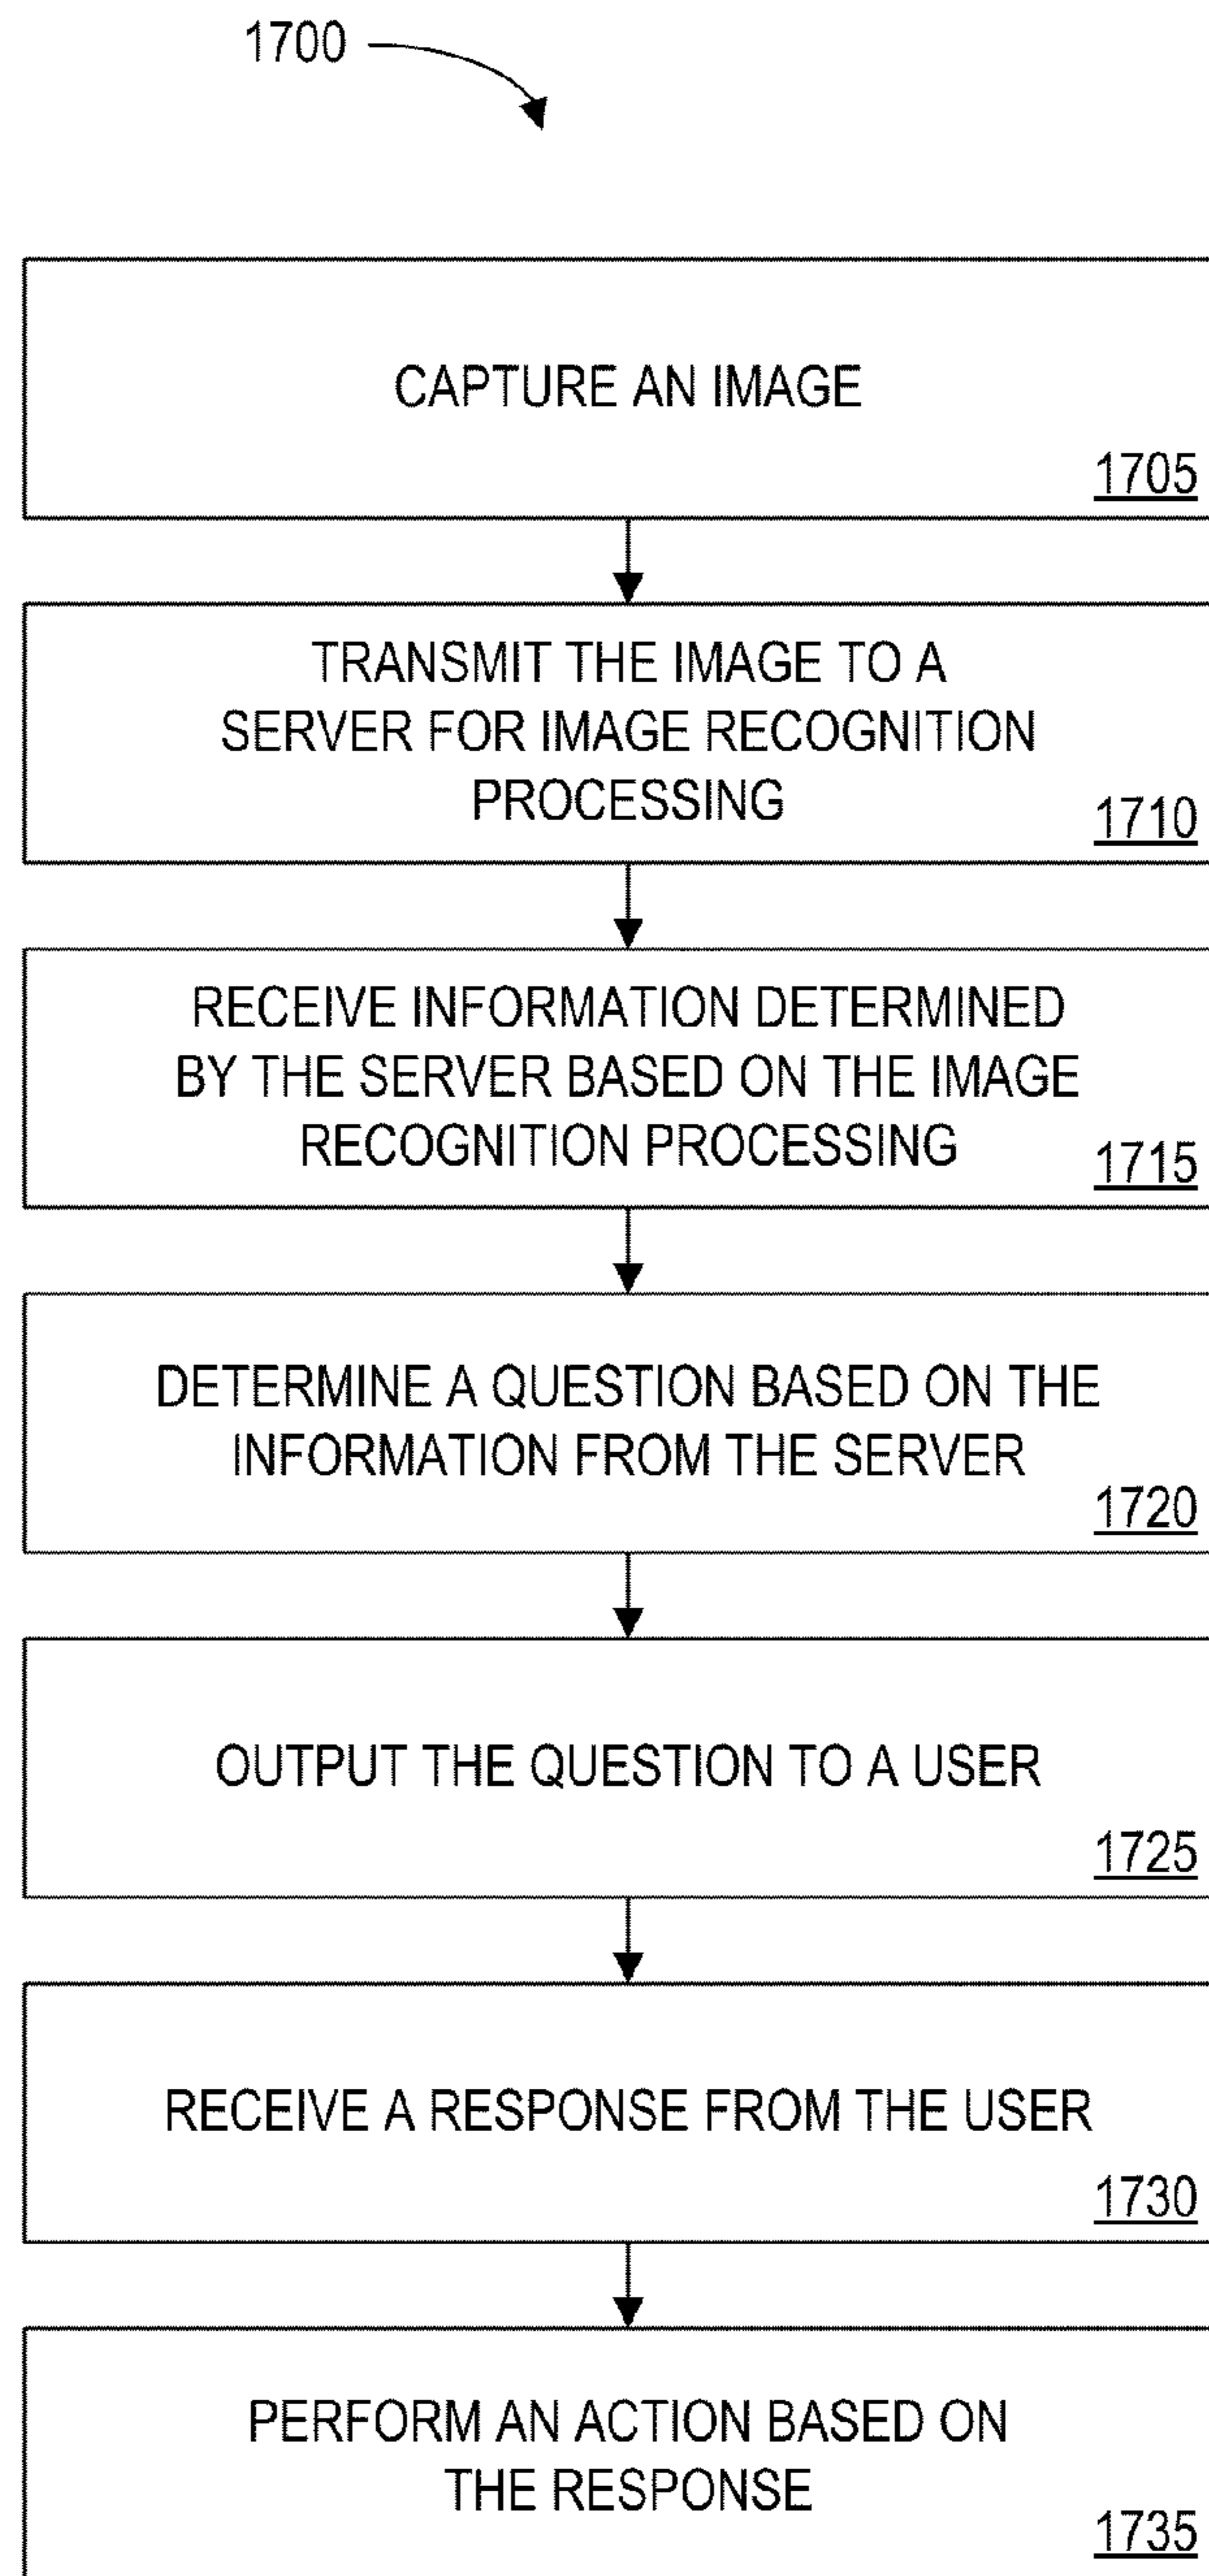 1700
CAPTURE AN IMAGE
1705
TRANSMIT THE IMAGE TO A
SERVER FOR IMAGE RECOGNITION
PROCESSING
1710
RECEIVE INFORMATION DETERMINED
BY THE SERVER BASED ON THE IMAGE
RECOGNITION PROCESSING
1715
DETERMINE A QUESTION BASED ON THE
INFORMATION FROM THE SERVER
1720
OUTPUT THE QUESTION TO A USER
1725
RECEIVE A RESPONSE FROM THE USER
1730
PERFORM AN ACTION BASED ON
THE RESPONSE
1735